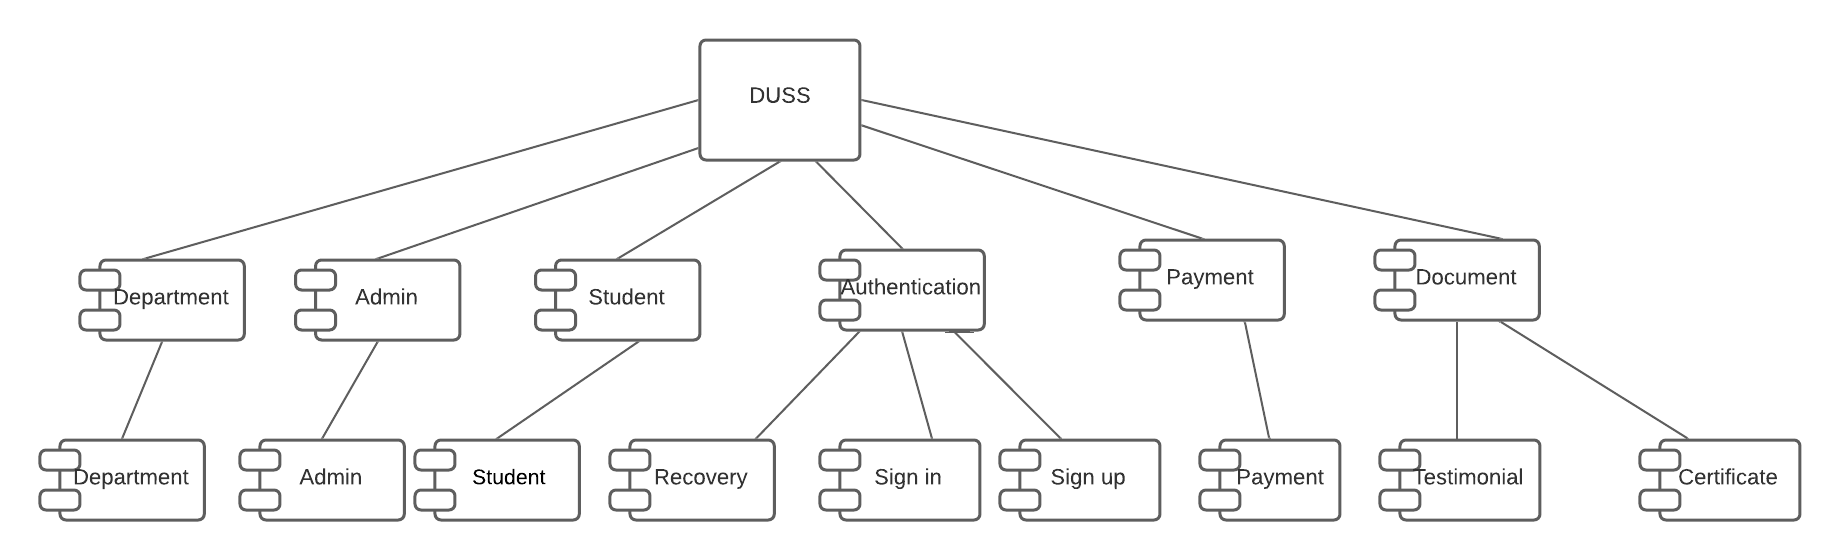 DUSS
Department
Admin
Student
Authentication
Payment
Document
Department
Admin
Student
Recovery
Sign in
Sign up
Payment
Testimonial
Certificate